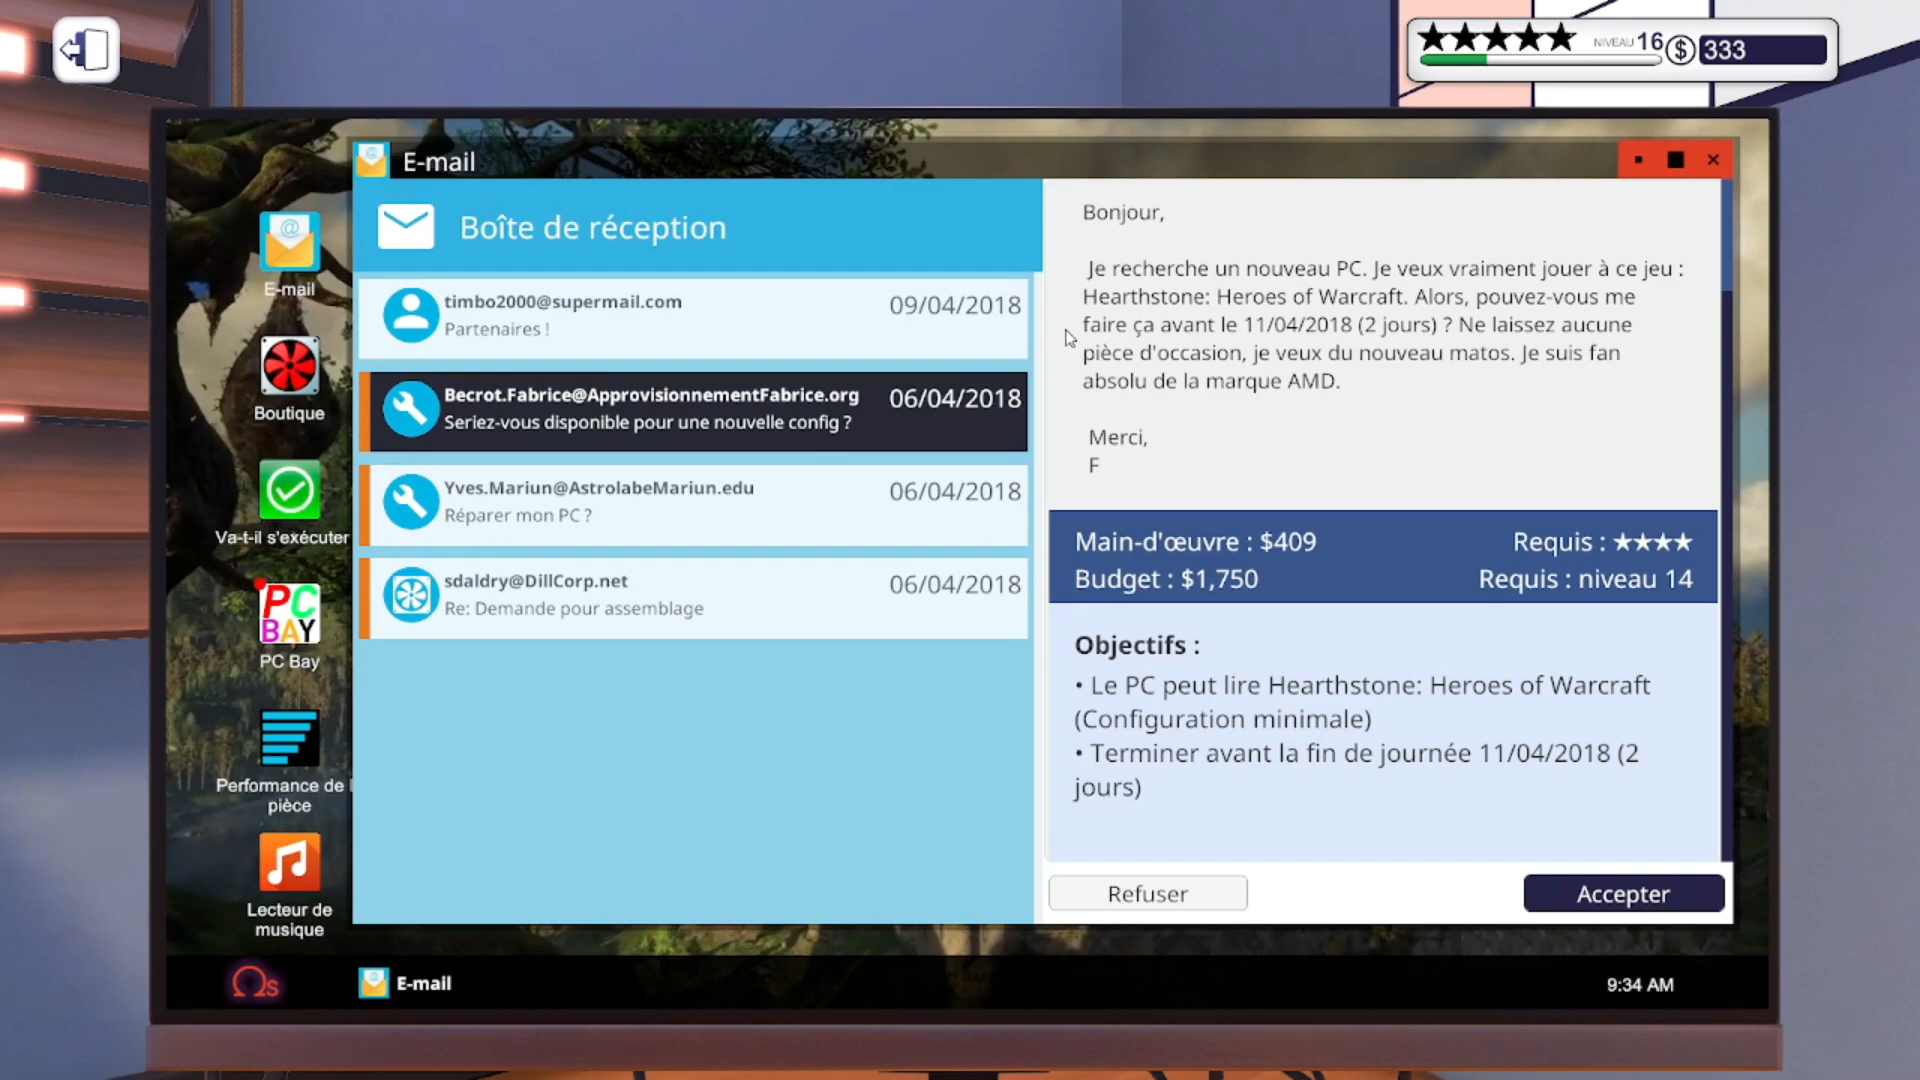 ★★★★★ NIVEAU 16 $ 333
E-mail
Boîte de réception
timbo2000@supermail.com 09/04/2018
Partenaires !
Becrot.Fabrice@ApprovisionnementFabrice.org 06/04/2018
Seriez-vous disponible pour une nouvelle config ?
Yves.Mariun@AstrolabeMariun.edu 06/04/2018
Réparer mon PC ?
sdaldry@DillCorp.net 06/04/2018
Re: Demande pour assemblage
Bonjour,
Je recherche un nouveau PC. Je veux vraiment jouer à ce jeu :
Hearthstone: Heroes of Warcraft. Alors, pouvez-vous me
faire ça avant le 11/04/2018 (2 jours) ? Ne laissez aucune
pièce d'occasion, je veux du nouveau matos. Je suis fan
absolu de la marque AMD.
Merci,
F
Main-d'œuvre : $409 Requis : ★★★★
Budget : $1,750 Requis : niveau 14
Objectifs :
• Le PC peut lire Hearthstone: Heroes of Warcraft
(Configuration minimale)
• Terminer avant la fin de journée 11/04/2018 (2
jours)
Refuser
Accepter
E-mail
Boutique
Va-t-il s'exécuter
PC
BAY
PC Bay
Performance de l
pièce
Lecteur de
musique
Ωs
E-mail
9:34 AM